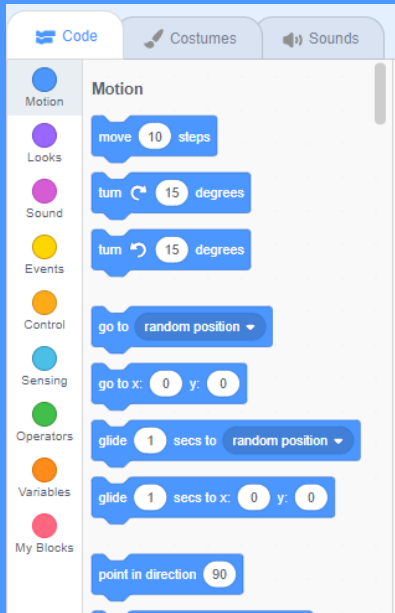 Code Costumes Sounds
Motion
Looks
Sound
Events
Control
Sensing
Operators
Variables
My Blocks
Motion
move 10 steps
turn 15 degrees
turn 15 degrees
go to random position
go to x: 0 y: 0
glide 1 secs to random position
glide 1 secs to x: 0 y: 0
point in direction 90